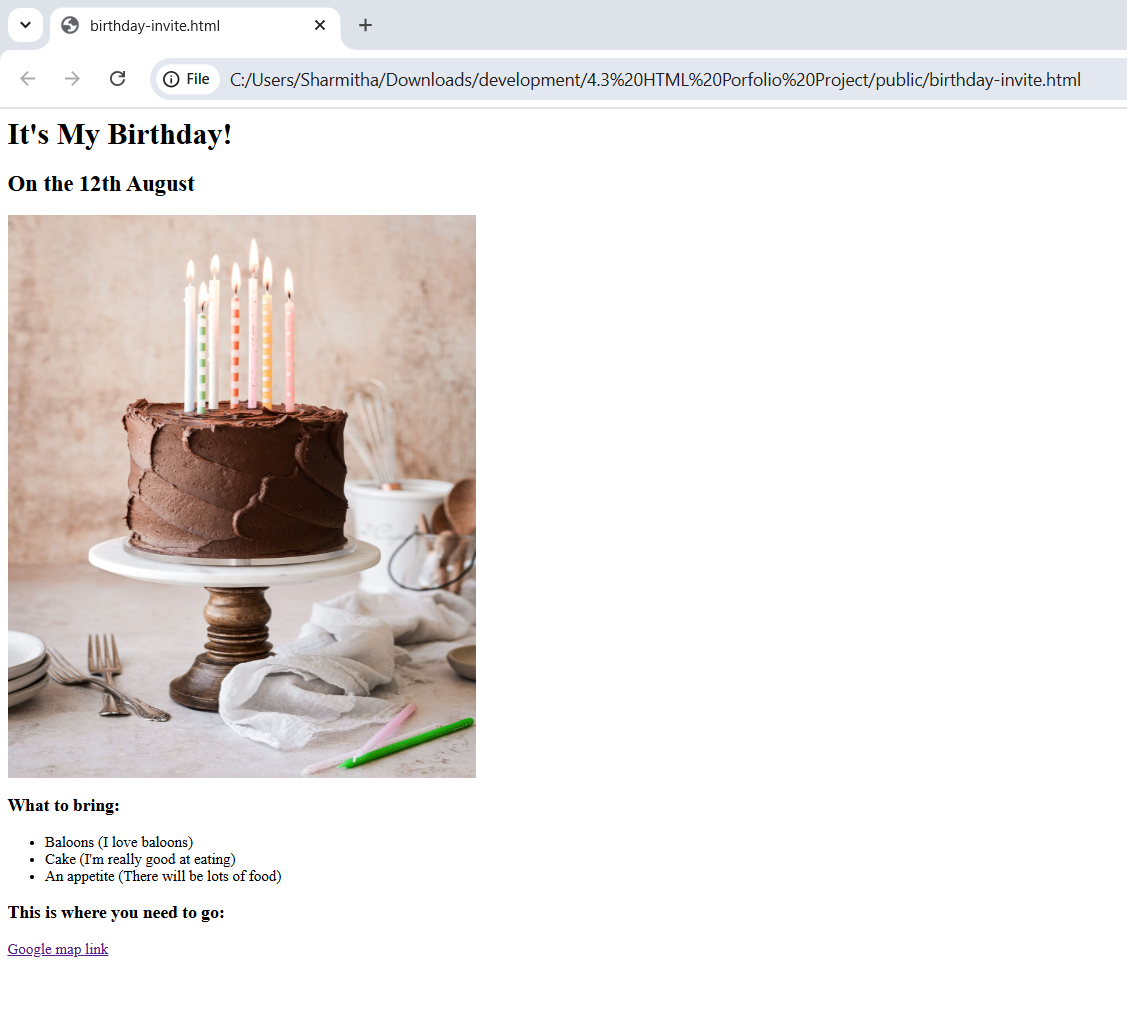 birthday-invite.html
File
C:/Users/Sharmitha/Downloads/development/4.3%20HTML%20Porfolio%20Project/public/birthday-invite.html
It's My Birthday!
On the 12th August
What to bring:
Baloons (I love baloons)
Cake (I'm really good at eating)
An appetite (There will be lots of food)
This is where you need to go:
Google map link